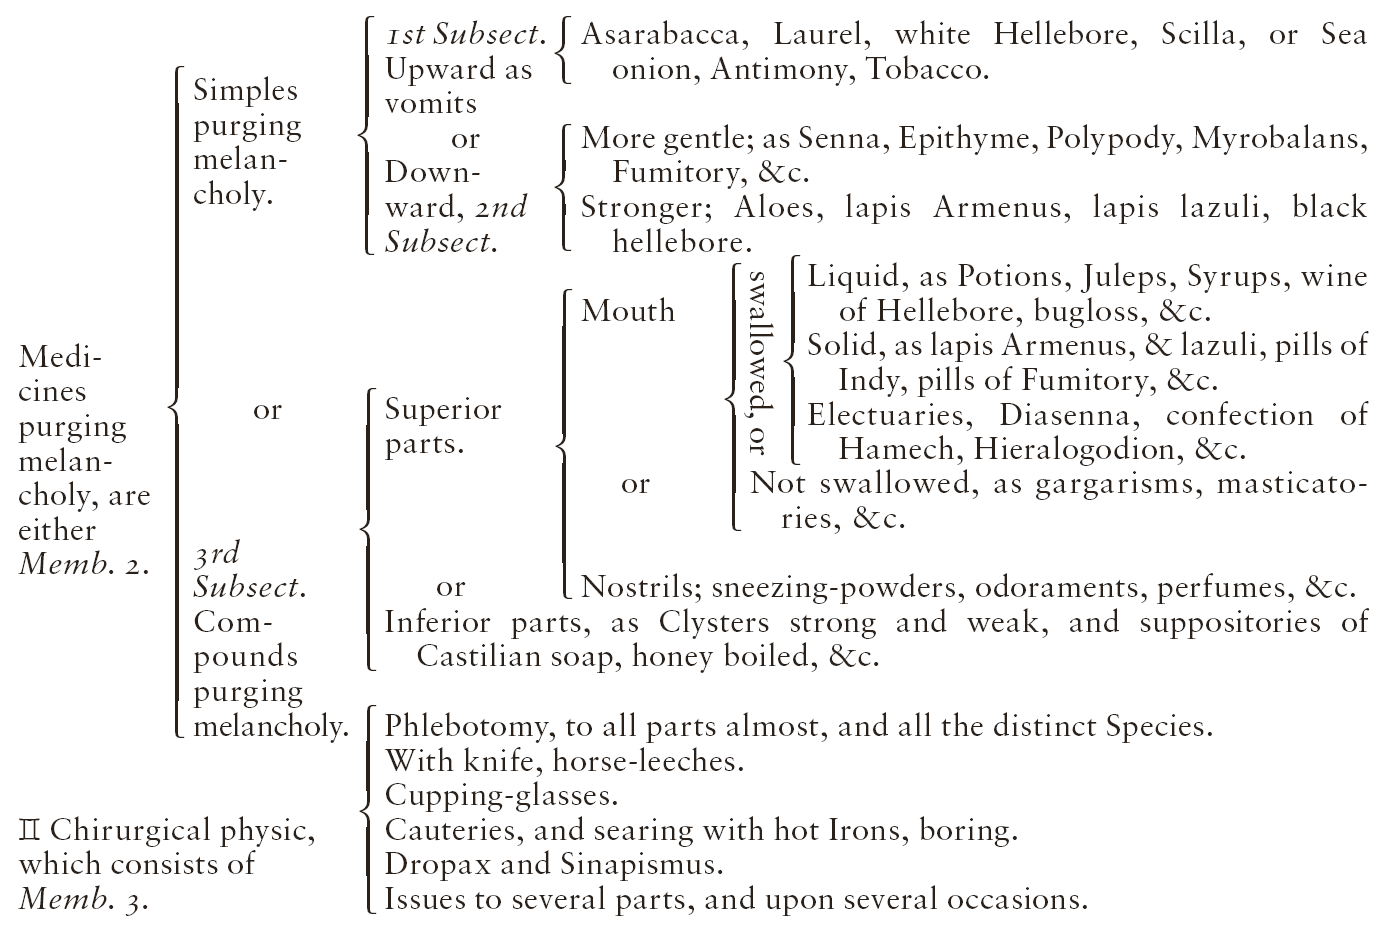 Medi-
cines
purging
melan-
choly, are
either
Memb. 2.
Simples
purging
melan-
choly.
1st Subsect.
Upward as
vomits
Asarabacca, Laurel, white Hellebore, Scilla, or Sea
onion, Antimony, Tobacco.
or
Down-
ward, 2nd
Subsect.
More gentle; as Senna, Epithyme, Polypody, Myrobalans,
Fumitory, &c.
Stronger; Aloes, lapis Armenus, lapis lazuli, black
hellebore.
or
3rd
Subsect.
Com-
pounds
purging
melancholy.
Superior
parts.
Mouth
swallowed, or
Liquid, as Potions, Juleps, Syrups, wine
of Hellebore, bugloss, &c.
Solid, as lapis Armenus, & lazuli, pills of
Indy, pills of Fumitory, &c.
Electuaries, Diasenna, confection of
Hamech, Hieralogodion, &c.
Not swallowed, as gargarisms, masticato-
ries, &c.
or
Nostrils; sneezing-powders, odoraments, perfumes, &c.
or
Inferior parts, as Clysters strong and weak, and suppositories of
Castilian soap, honey boiled, &c.
♊ Chirurgical physic,
which consists of
Memb. 3.
Phlebotomy, to all parts almost, and all the distinct Species.
With knife, horse-leeches.
Cupping-glasses.
Cauteries, and searing with hot Irons, boring.
Dropax and Sinapismus.
Issues to several parts, and upon several occasions.